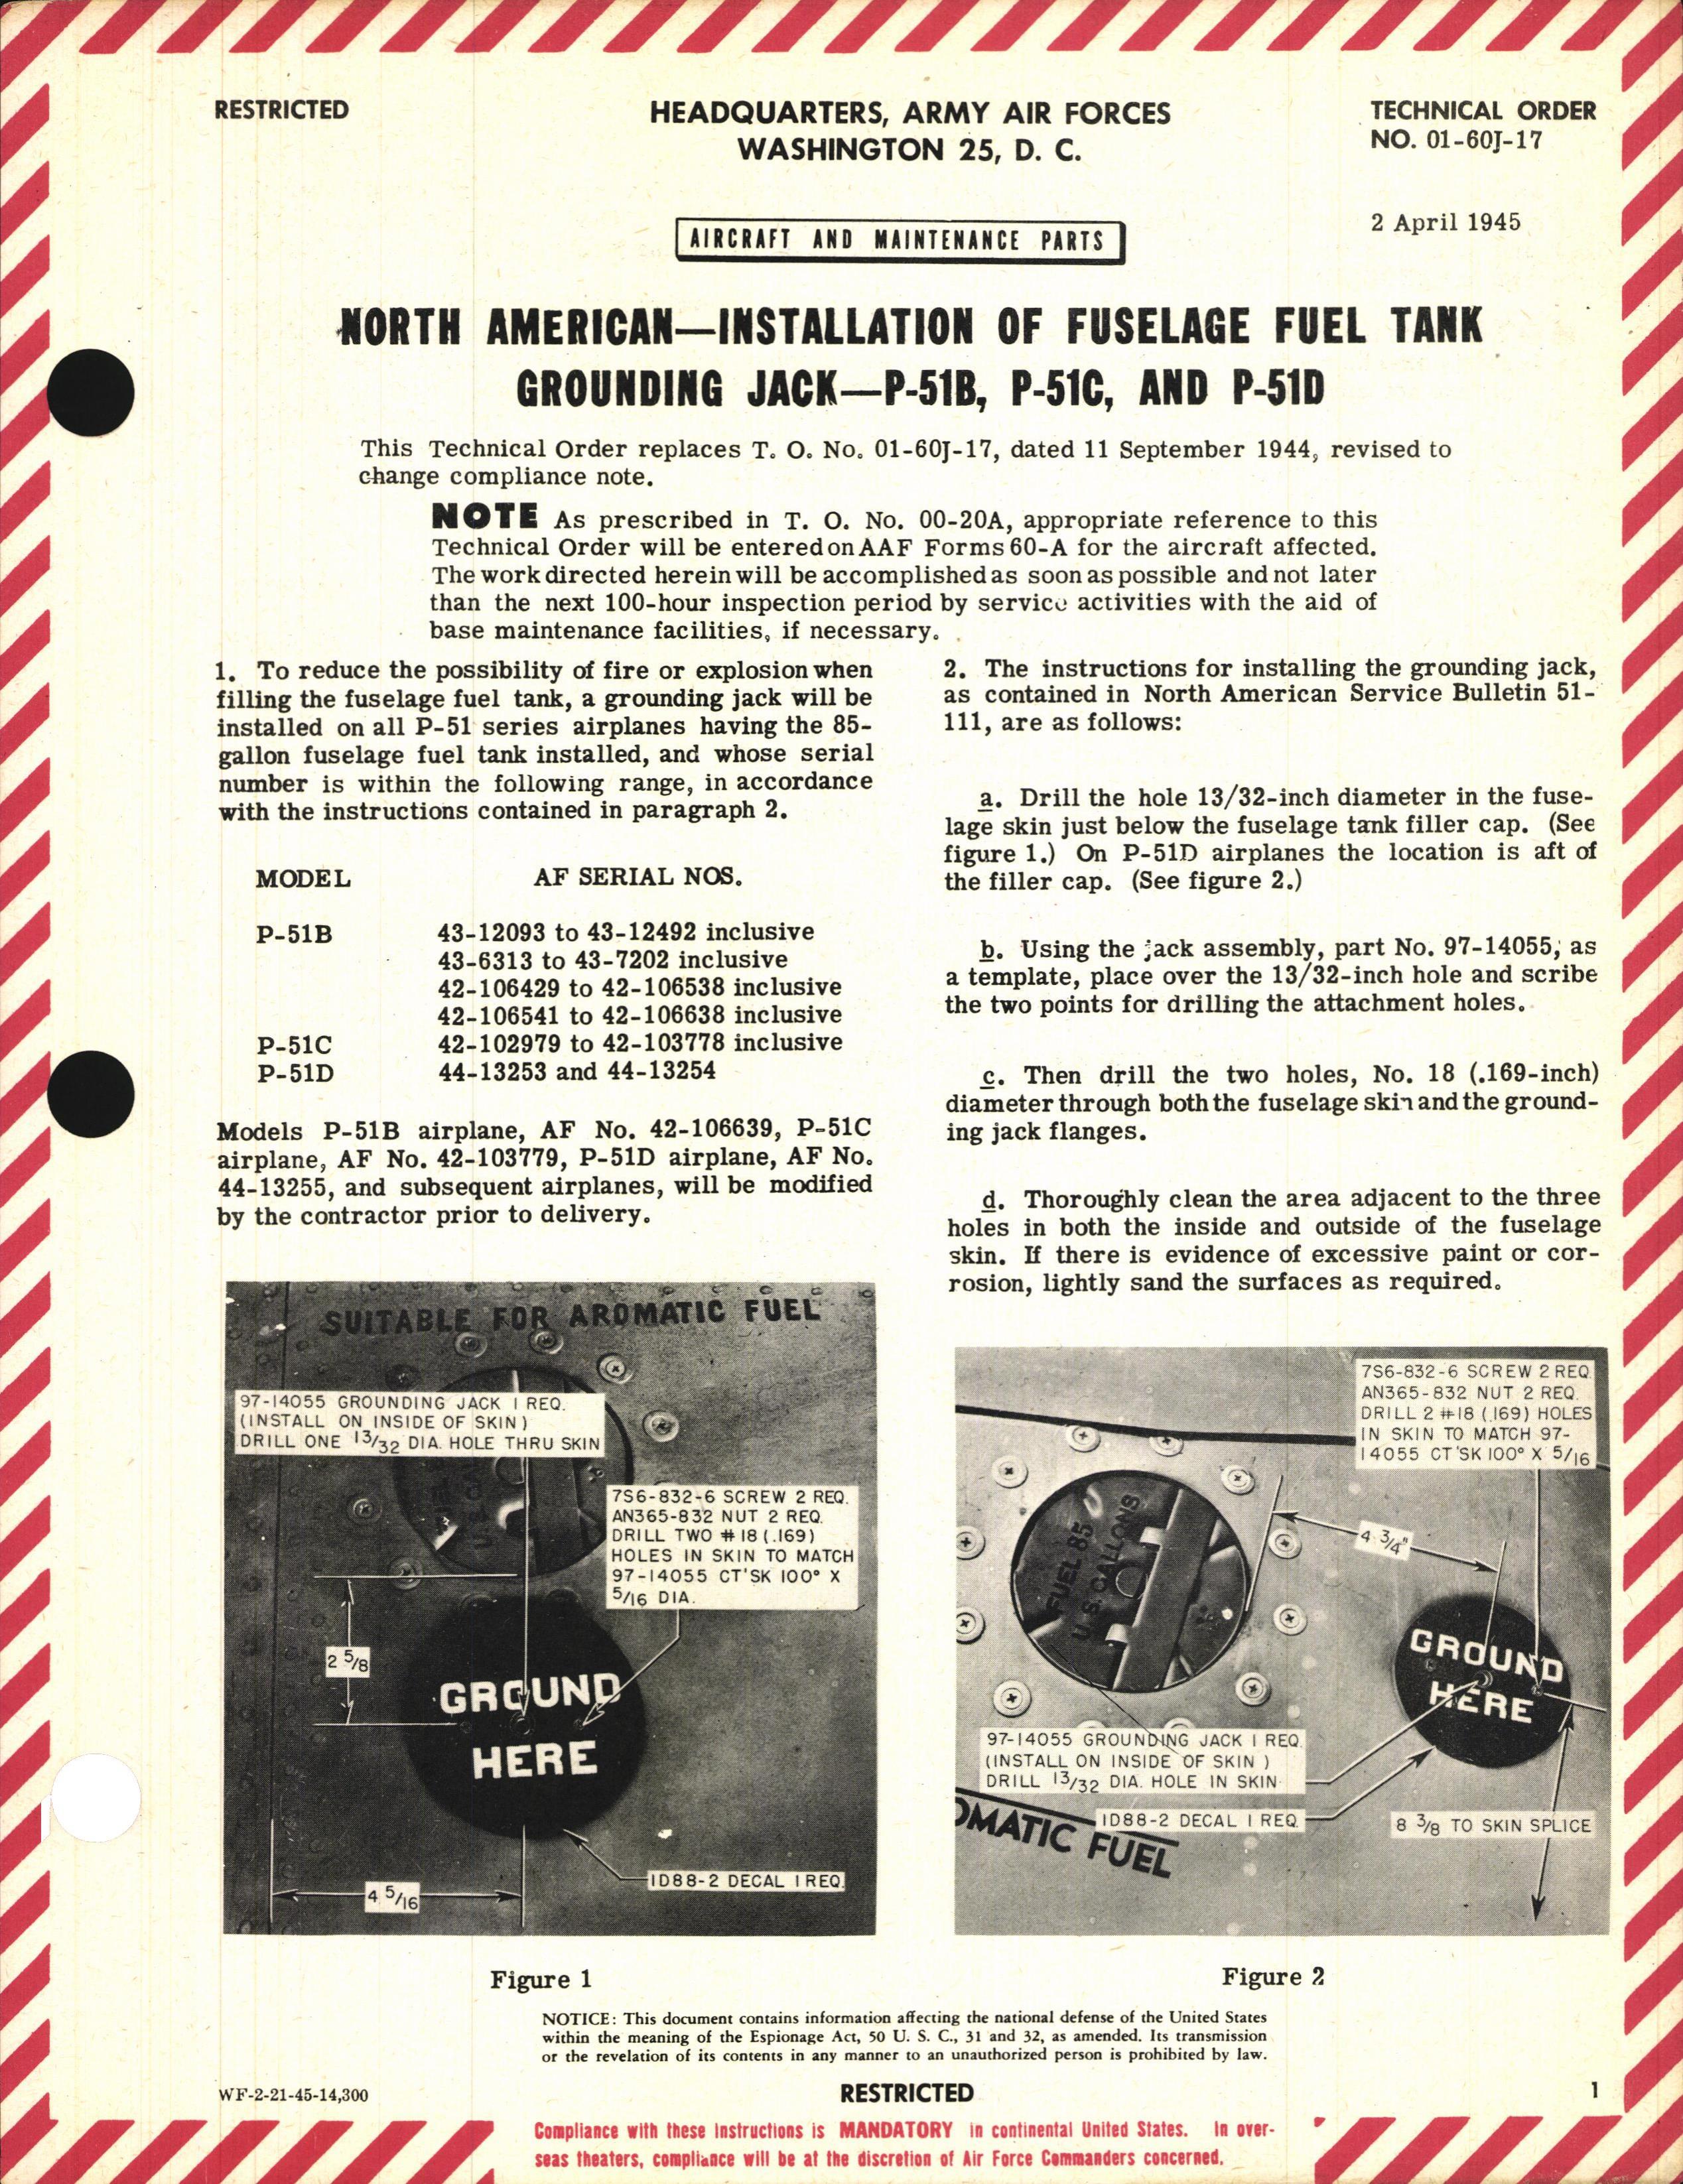 RESTRICTED
HEADQUARTERS, ARMY AIR FORCES
WASHINGTON 25, D. C.
TECHNICAL ORDER
NO. 01-60J-17
2 April 1945
AIRCRAFT AND MAINTENANCE PARTS
NORTH AMERICAN—INSTALLATION OF FUSELAGE FUEL TANK
GROUNDING JACK—P-51B, P-51C, AND P-51D
This Technical Order replaces T. O. No. 01-60J-17, dated 11 September 1944, revised to
change compliance note.
NOTE As prescribed in T. O. No. 00-20A, appropriate reference to this
Technical Order will be entered on AAF Forms 60-A for the aircraft affected.
The work directed herein will be accomplished as soon as possible and not later
than the next 100-hour inspection period by service activities with the aid of
base maintenance facilities, if necessary.
1. To reduce the possibility of fire or explosion when
filling the fuselage fuel tank, a grounding jack will be
installed on all P-51 series airplanes having the 85-
gallon fuselage fuel tank installed, and whose serial
number is within the following range, in accordance
with the instructions contained in paragraph 2.
MODEL AF SERIAL NOS.
P-51B 43-12093 to 43-12492 inclusive
43-6313 to 43-7202 inclusive
42-106429 to 42-106538 inclusive
42-106541 to 42-106638 inclusive
P-51C 42-102979 to 42-103778 inclusive
P-51D 44-13253 and 44-13254
Models P-51B airplane, AF No. 42-106639, P-51C
airplane, AF No. 42-103779, P-51D airplane, AF No.
44-13255, and subsequent airplanes, will be modified
by the contractor prior to delivery.
2. The instructions for installing the grounding jack,
as contained in North American Service Bulletin 51-
111, are as follows:
a. Drill the hole 13/32-inch diameter in the fuse-
lage skin just below the fuselage tank filler cap. (See
figure 1.) On P-51D airplanes the location is aft of
the filler cap. (See figure 2.)
b. Using the jack assembly, part No. 97-14055, as
a template, place over the 13/32-inch hole and scribe
the two points for drilling the attachment holes.
c. Then drill the two holes, No. 18 (.169-inch)
diameter through both the fuselage skin and the ground-
ing jack flanges.
d. Thoroughly clean the area adjacent to the three
holes in both the inside and outside of the fuselage
skin. If there is evidence of excessive paint or cor-
rosion, lightly sand the surfaces as required.
SUITABLE FOR AROMATIC FUEL
97-14055 GROUNDING JACK 1 REQ.
(INSTALL ON INSIDE OF SKIN)
DRILL ONE 13/32 DIA. HOLE THRU SKIN
7S6-832-6 SCREW 2 REQ.
AN365-832 NUT 2 REQ.
DRILL TWO #18 (.169)
HOLES IN SKIN TO MATCH
97-14055 CT'SK 100° X
5/16 DIA.
2 5/8
GROUND
HERE
1D88-2 DECAL 1 REQ.
4 5/16
Figure 1
7S6-832-6 SCREW 2 REQ.
AN365-832 NUT 2 REQ.
DRILL 2 #18 (.169) HOLES
IN SKIN TO MATCH 97-
14055 CT'SK 100° X 5/16
FUEL 85
U.S. GALLONS
4 3/4"
GROUND
HERE
97-14055 GROUNDING JACK 1 REQ.
(INSTALL ON INSIDE OF SKIN )
DRILL 13/32 DIA. HOLE IN SKIN
1D88-2 DECAL 1 REQ.
8 3/8 TO SKIN SPLICE
OMATIC FUEL
Figure 2
NOTICE: This document contains information affecting the national defense of the United States
within the meaning of the Espionage Act, 50 U. S. C., 31 and 32, as amended. Its transmission
or the revelation of its contents in any manner to an unauthorized person is prohibited by law.
WF-2-21-45-14,300
RESTRICTED
1
Compliance with these Instructions is MANDATORY in continental United States. In over-
seas theaters, compliance will be at the discretion of Air Force Commanders concerned.